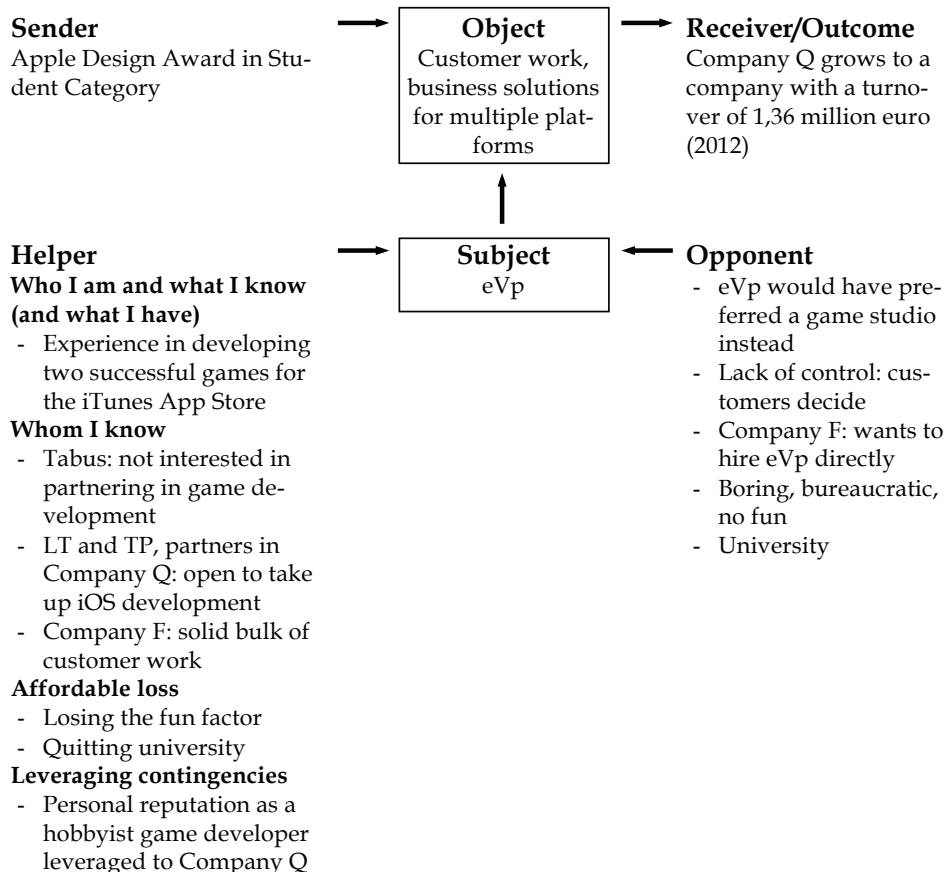 Sender
Apple Design Award in Stu-
dent Category
Object
Customer work,
business solutions
for multiple plat-
forms
Receiver/Outcome
Company Q grows to a
company with a turno-
ver of 1,36 million euro
(2012)
Helper
Who I am and what I know
(and what I have)
- Experience in developing
two successful games for
the iTunes App Store
Whom I know
- Tabus: not interested in
partnering in game de-
velopment
- LT and TP, partners in
Company Q: open to take
up iOS development
- Company F: solid bulk of
customer work
Affordable loss
- Losing the fun factor
- Quitting university
Leveraging contingencies
- Personal reputation as a
hobbyist game developer
leveraged to Company Q
Subject
eVp
Opponent
- eVp would have pre-
ferred a game studio
instead
- Lack of control: cus-
tomers decide
- Company F: wants to
hire eVp directly
- Boring, bureaucratic,
no fun
- University